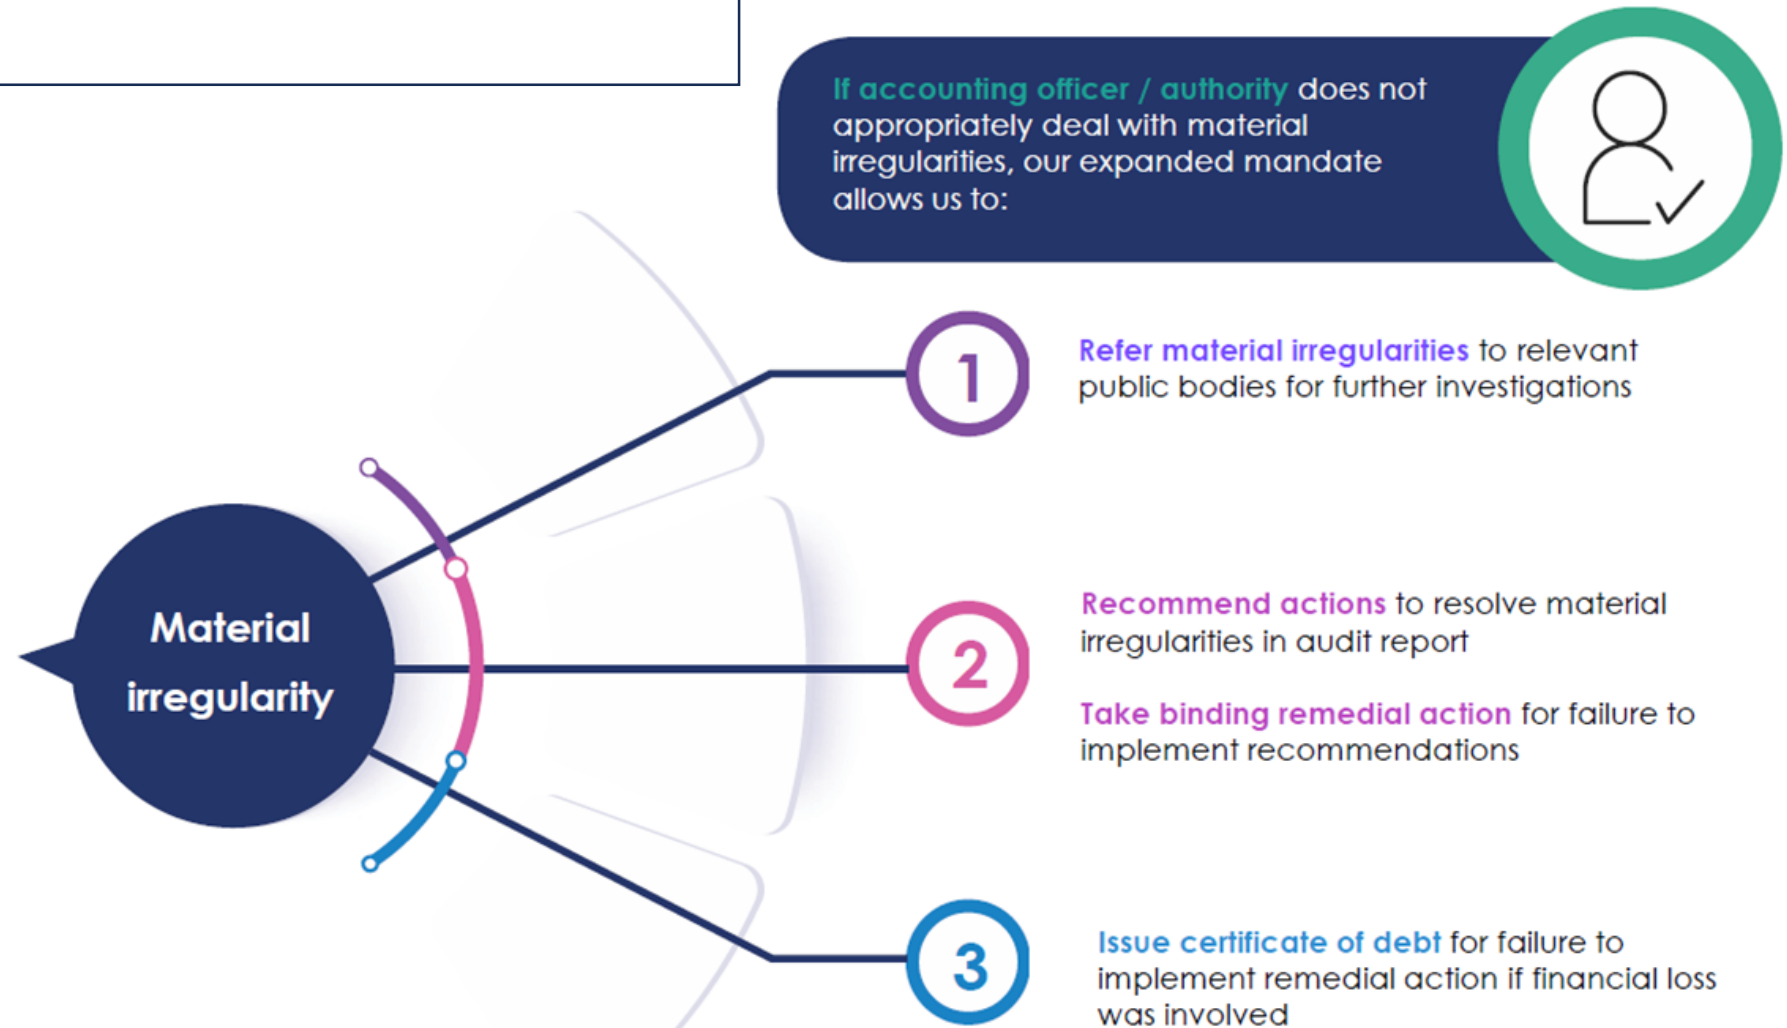 If accounting officer / authority does not
appropriately deal with material
irregularities, our expanded mandate
allows us to:
1
Refer material irregularities to relevant
public bodies for further investigations
Material
irregularity
2
Recommend actions to resolve material
irregularities in audit report
Take binding remedial action for failure to
implement recommendations
3
Issue certificate of debt for failure to
implement remedial action if financial loss
was involved